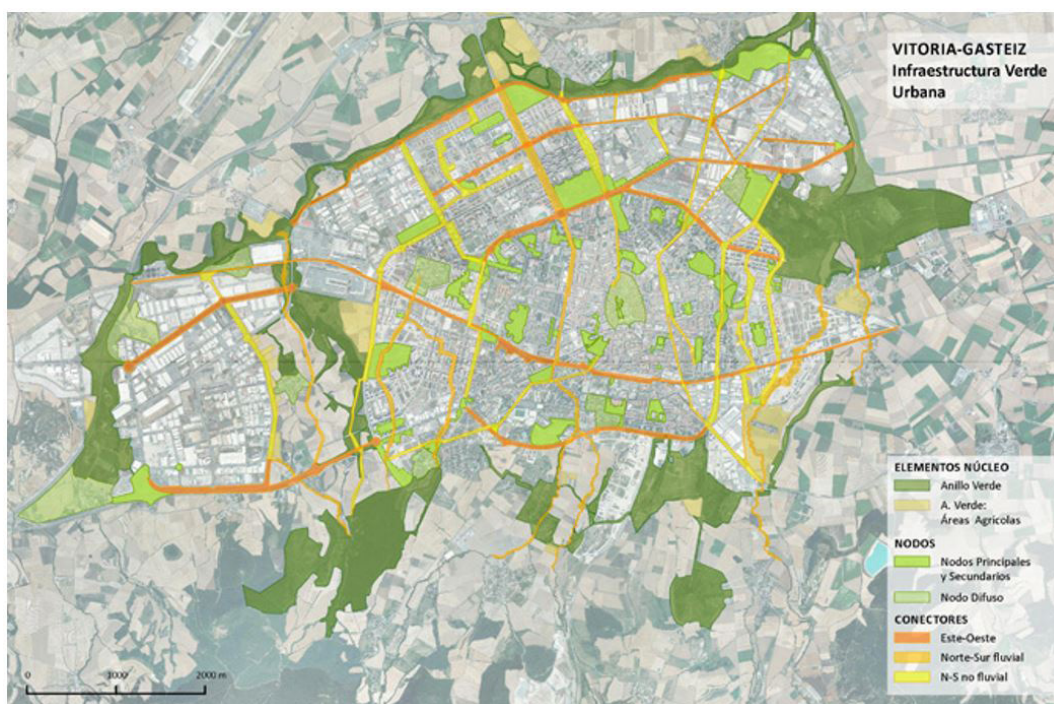 VITORIA-GASTEIZ
Infraestructura Verde
Urbana
ELEMENTOS NÚCLEO
Anillo Verde
A. Verde:
Áreas Agrícolas
NODOS
Nodos Principales
y Secundarios
Nodo Difuso
CONECTORES
Este-Oeste
Norte-Sur fluvial
N-S no fluvial
0 1000 2000 m